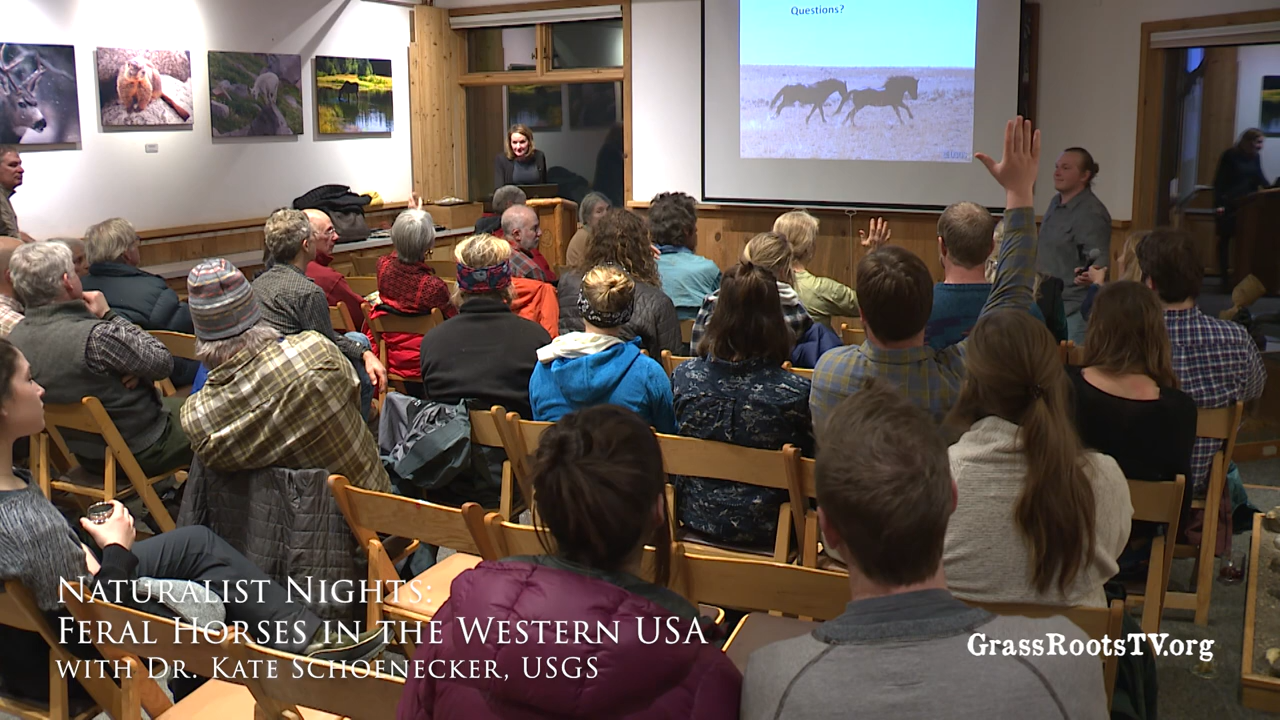 Questions?
Naturalist Nights:
Feral Horses in the Western USA
with Dr. Kate Schoenecker, USGS
GrassRootsTV.org